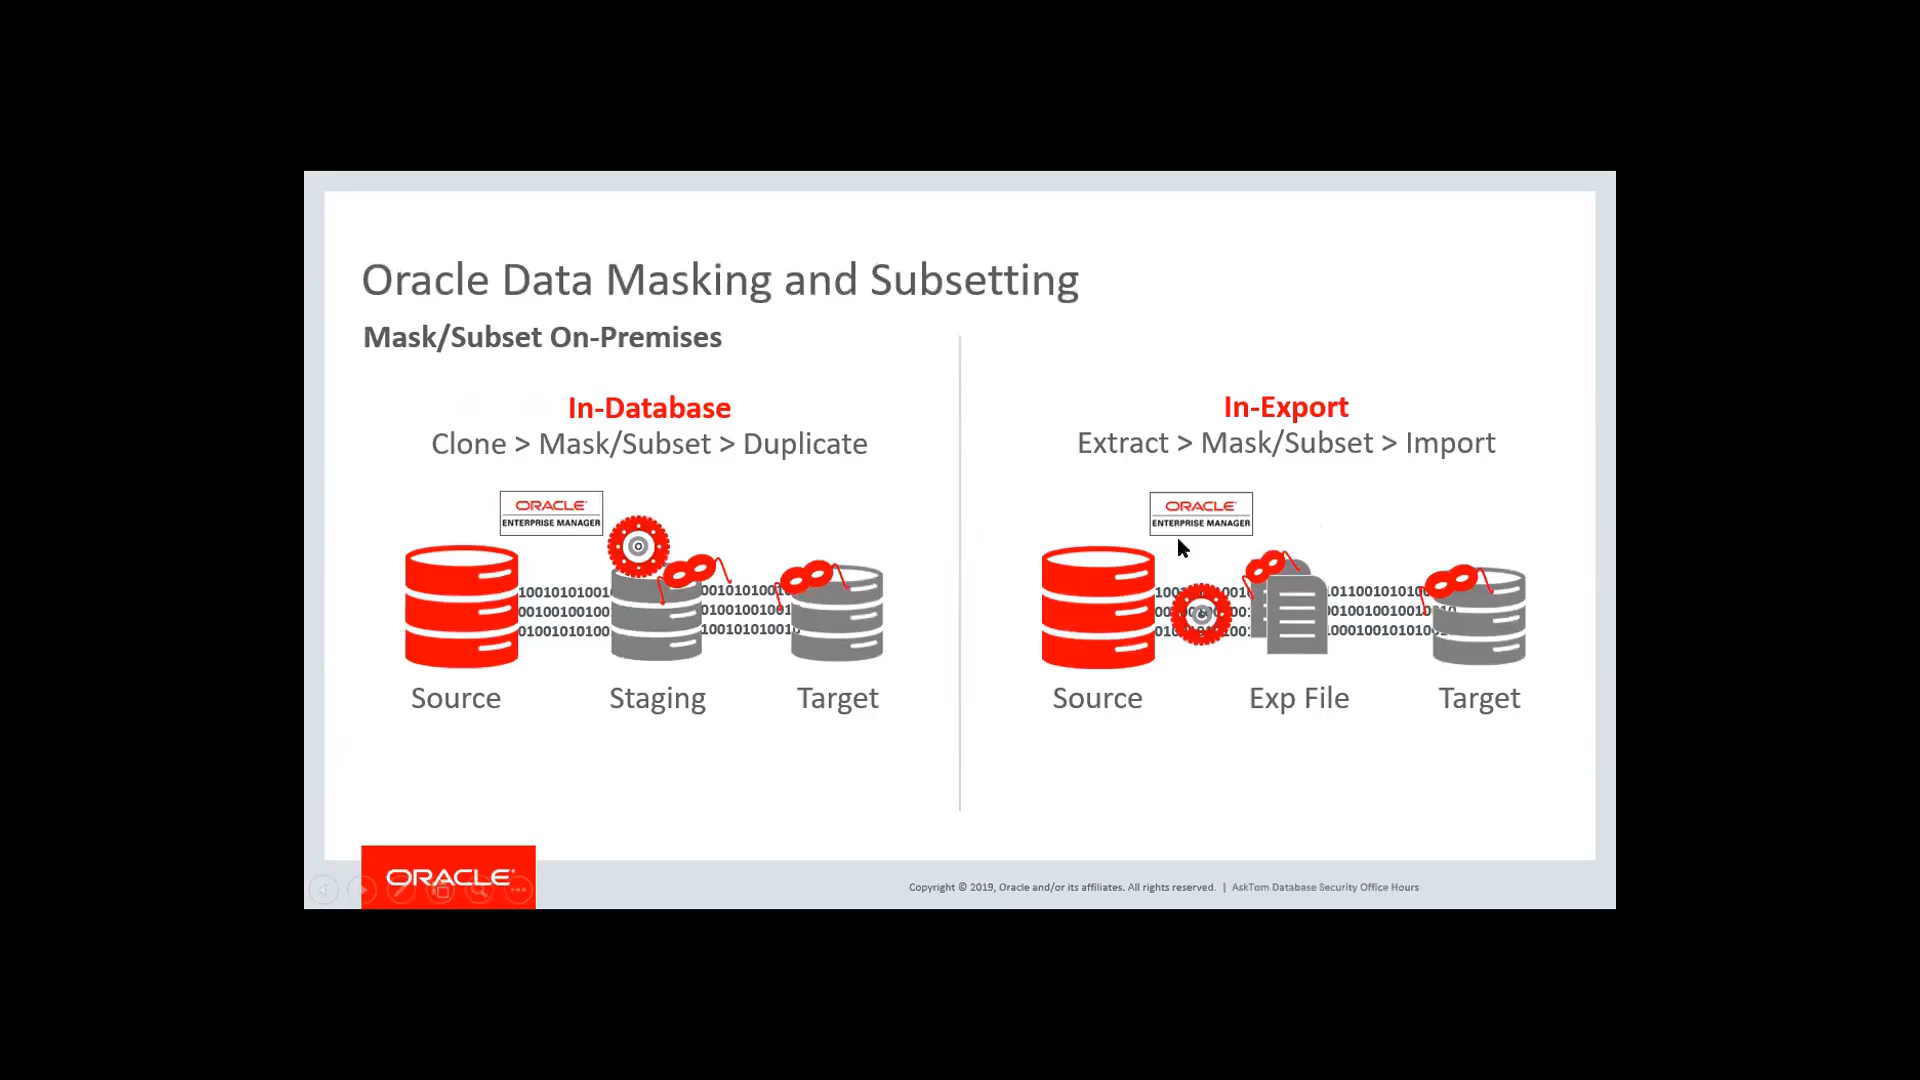 Oracle Data Masking and Subsetting
Mask/Subset On-Premises
In-Database
Clone > Mask/Subset > Duplicate
ORACLE
ENTERPRISE MANAGER
Source
Staging
Target
In-Export
Extract > Mask/Subset > Import
ORACLE
ENTERPRISE MANAGER
Source
Exp File
Target
ORACLE
Copyright © 2019, Oracle and/or its affiliates. All rights reserved. | AskTom Database Security Office Hours